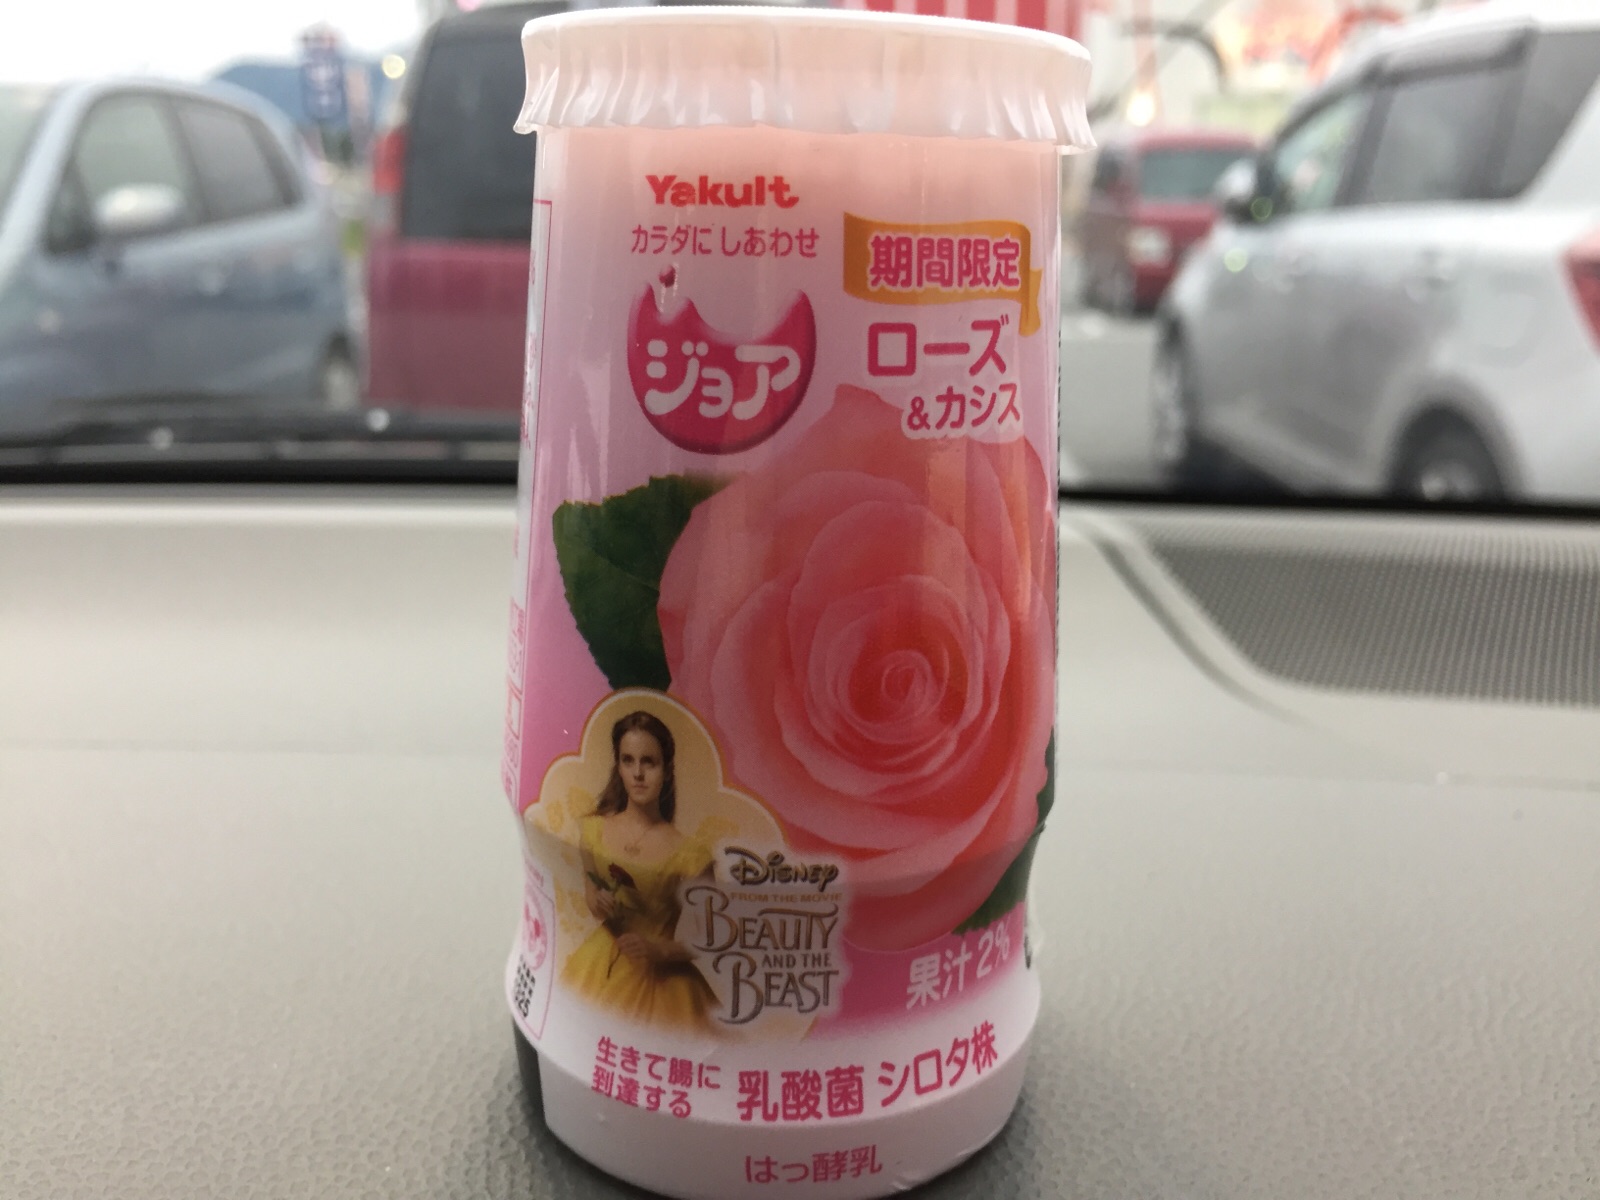 Yakult
カラダにしあわせ
ジョア
期間限定
ローズ
&カシス
DISNEY
FROM THE MOVIE
BEAUTY
AND THE
BEAST
果汁2%
生きて腸に
到達する
乳酸菌 シロタ株
はっ酵乳